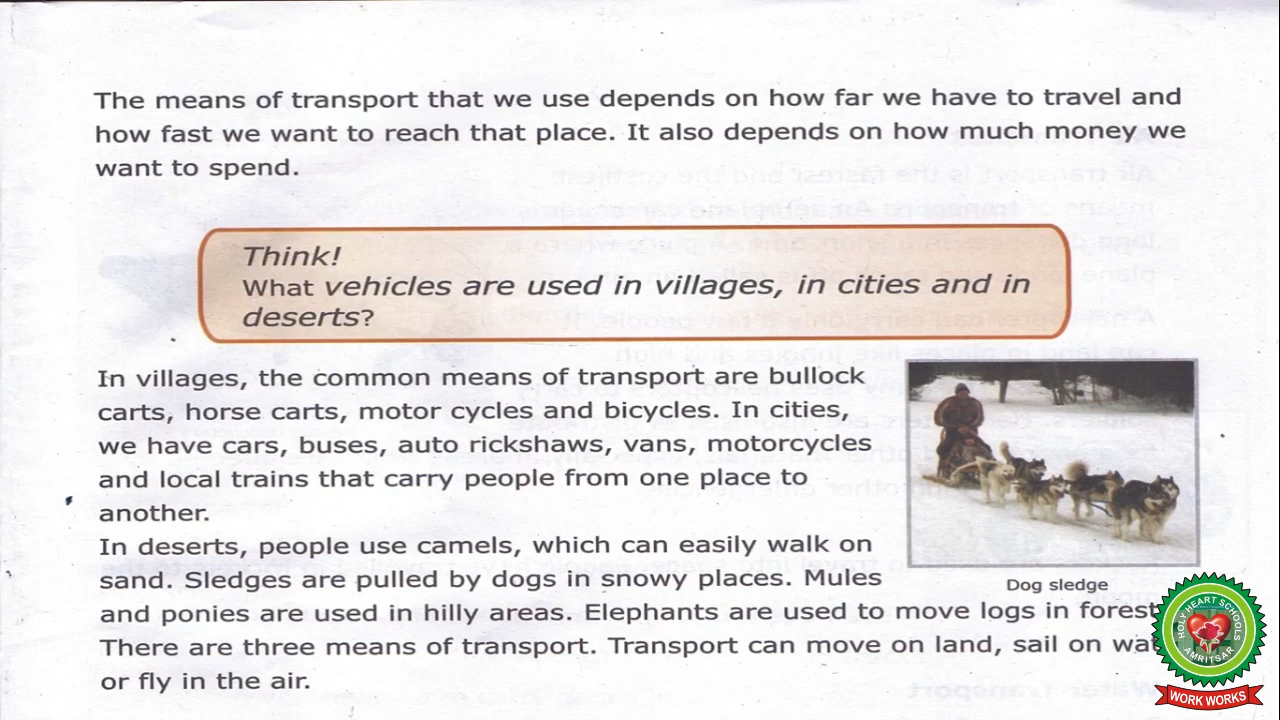 The means of transport that we use depends on how far we have to travel and
how fast we want to reach that place. It also depends on how much money we
want to spend.
Think!
What vehicles are used in villages, in cities and in
deserts?
In villages, the common means of transport are bullock
carts, horse carts, motor cycles and bicycles. In cities,
we have cars, buses, auto rickshaws, vans, motorcycles
and local trains that carry people from one place to
another.
In deserts, people use camels, which can easily walk on
sand. Sledges are pulled by dogs in snowy places. Mules
and ponies are used in hilly areas. Elephants are used to move logs in forest
There are three means of transport. Transport can move on land, sail on wat
or fly in the air.
Dog sledge
HOLY HEART SCHOOLS
AMRITSAR
WORK WORKS